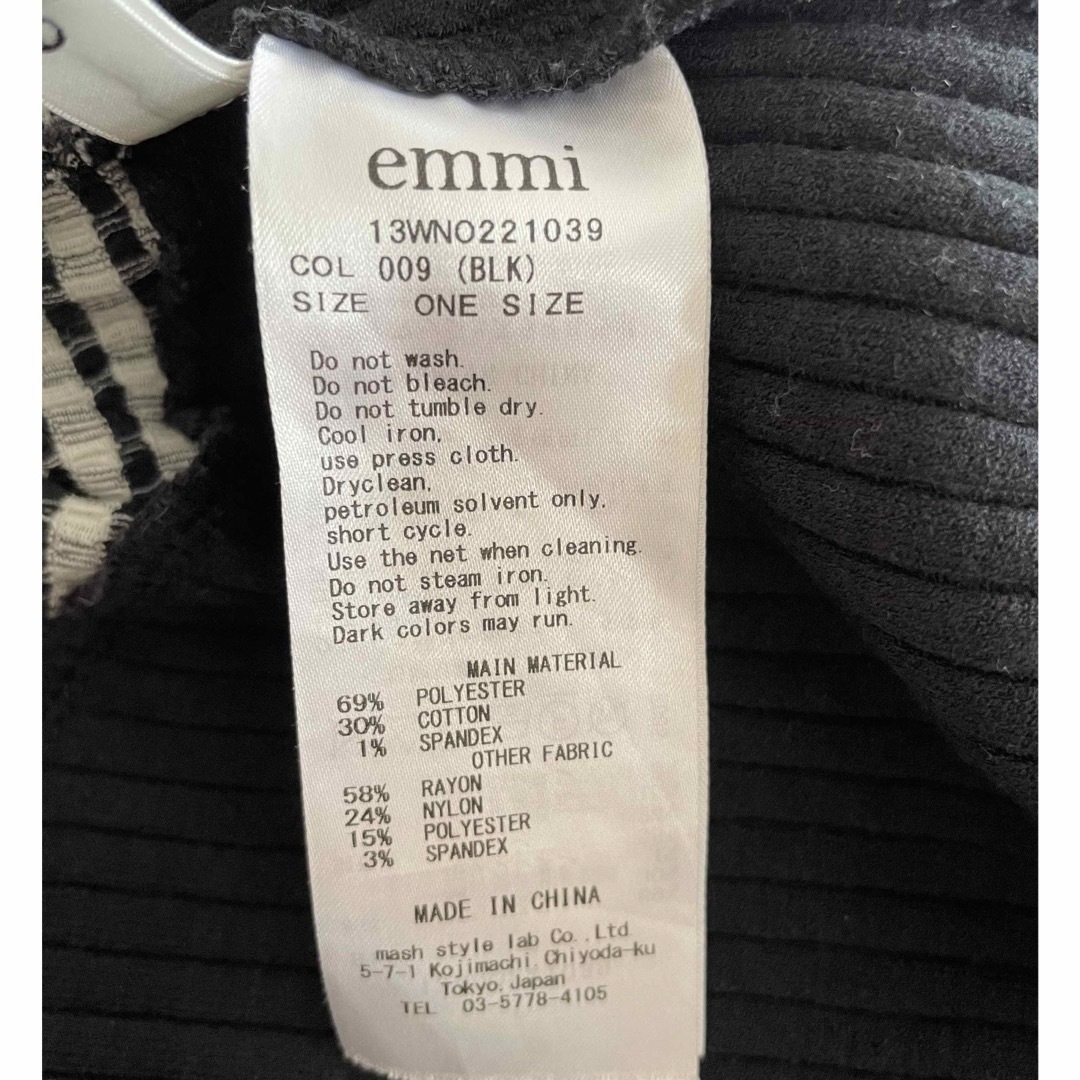 emmi
13WNO221039
COL 009 (BLK)
SIZE ONE SIZE
Do not wash.
Do not bleach.
Do not tumble dry.
Cool iron,
use press cloth.
Dryclean,
petroleum solvent only,
short cycle.
Use the net when cleaning.
Do not steam iron.
Store away from light.
Dark colors may run.
MAIN MATERIAL
69% POLYESTER
30% COTTON
1% SPANDEX
OTHER FABRIC
58% RAYON
24% NYLON
15% POLYESTER
3% SPANDEX
MADE IN CHINA
mash style lab Co.,Ltd.
5-7-1 Kojimachi,Chiyoda-ku
Tokyo,Japan
TEL 03-5778-4105